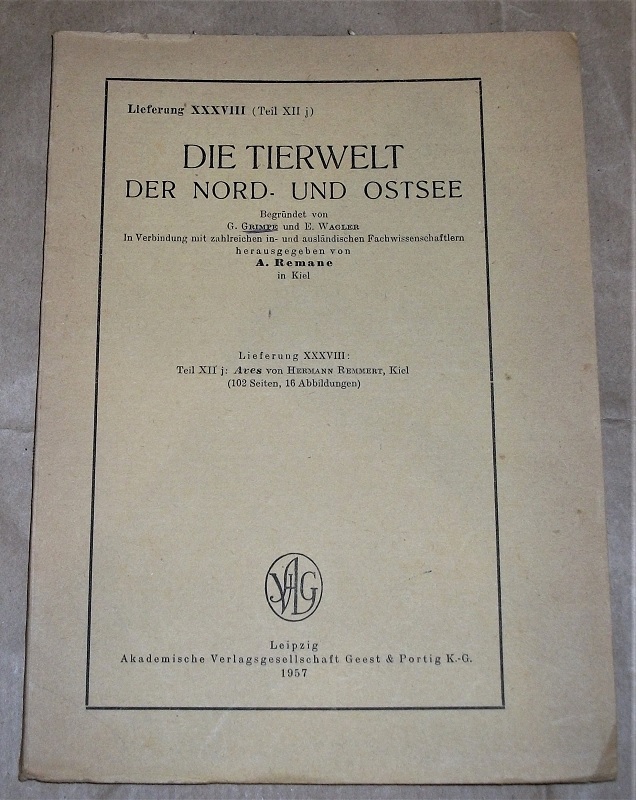 Lieferung XXXVIII (Teil XII j)
DIE TIERWELT
DER NORD- UND OSTSEE
Begründet von
G. GRIMPE und E. WAGLER
In Verbindung mit zahlreichen in- und ausländischen Fachwissenschaftlern
herausgegeben von
A. Remane
in Kiel
Lieferung XXXVIII:
Teil XII j: Aves von HERMANN REMMERT, Kiel
(102 Seiten, 16 Abbildungen)
VAG
Leipzig
Akademische Verlagsgesellschaft Geest & Portig K.-G.
1957